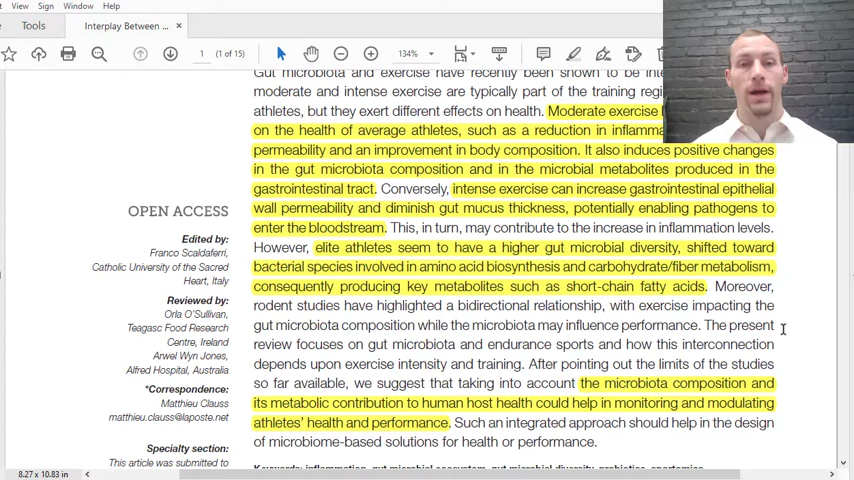 View Window Help
Tools
Interplay Between ... ×
1 (1 of 15)
134%
Gut microbiota and exercise have recently been shown to be
moderate and intense exercise are typically part of the training
athletes, but they exert different effects on health. Moderate exercise
on the health of average athletes, such as a reduction in
permeability and an improvement in body composition. It also induces positive changes
in the gut microbiota composition and in the microbial metabolites produced in the
gastrointestinal tract. Conversely, intense exercise can increase gastrointestinal epithelial
wall permeability and diminish gut mucus thickness, potentially enabling pathogens to
enter the bloodstream. This, in turn, may contribute to the increase in inflammation levels.
However, elite athletes seem to have a higher gut microbial diversity, shifted toward
bacterial species involved in amino acid biosynthesis and carbohydrate/fiber metabolism,
consequently producing key metabolites such as short-chain fatty acids. Moreover,
rodent studies have highlighted a bidirectional relationship, with exercise impacting the
gut microbiota composition while the microbiota may influence performance. The present
review focuses on gut microbiota and endurance sports and how this interconnection
depends upon exercise intensity and training. After pointing out the limits of the studies
so far available, we suggest that taking into account the microbiota composition and
its metabolic contribution to human host health could help in monitoring and modulating
athletes' health and performance. Such an integrated approach should help in the design
of microbiome-based solutions for health or performance.
Keywords: inflammation, gut microbial ecosystem, gut microbial diversity, probiotics, sportomics
OPEN ACCESS
Edited by:
Franco Scaldaferri,
Catholic University of the Sacred
Heart, Italy
Reviewed by:
Orla O'Sullivan,
Teagasc Food Research
Centre, Ireland
Arwel Wyn Jones,
Alfred Hospital, Australia
*Correspondence:
Matthieu Clauss
matthieu.clauss@laposte.net
Specialty section:
This article was submitted to
8.27 x 10.83 in